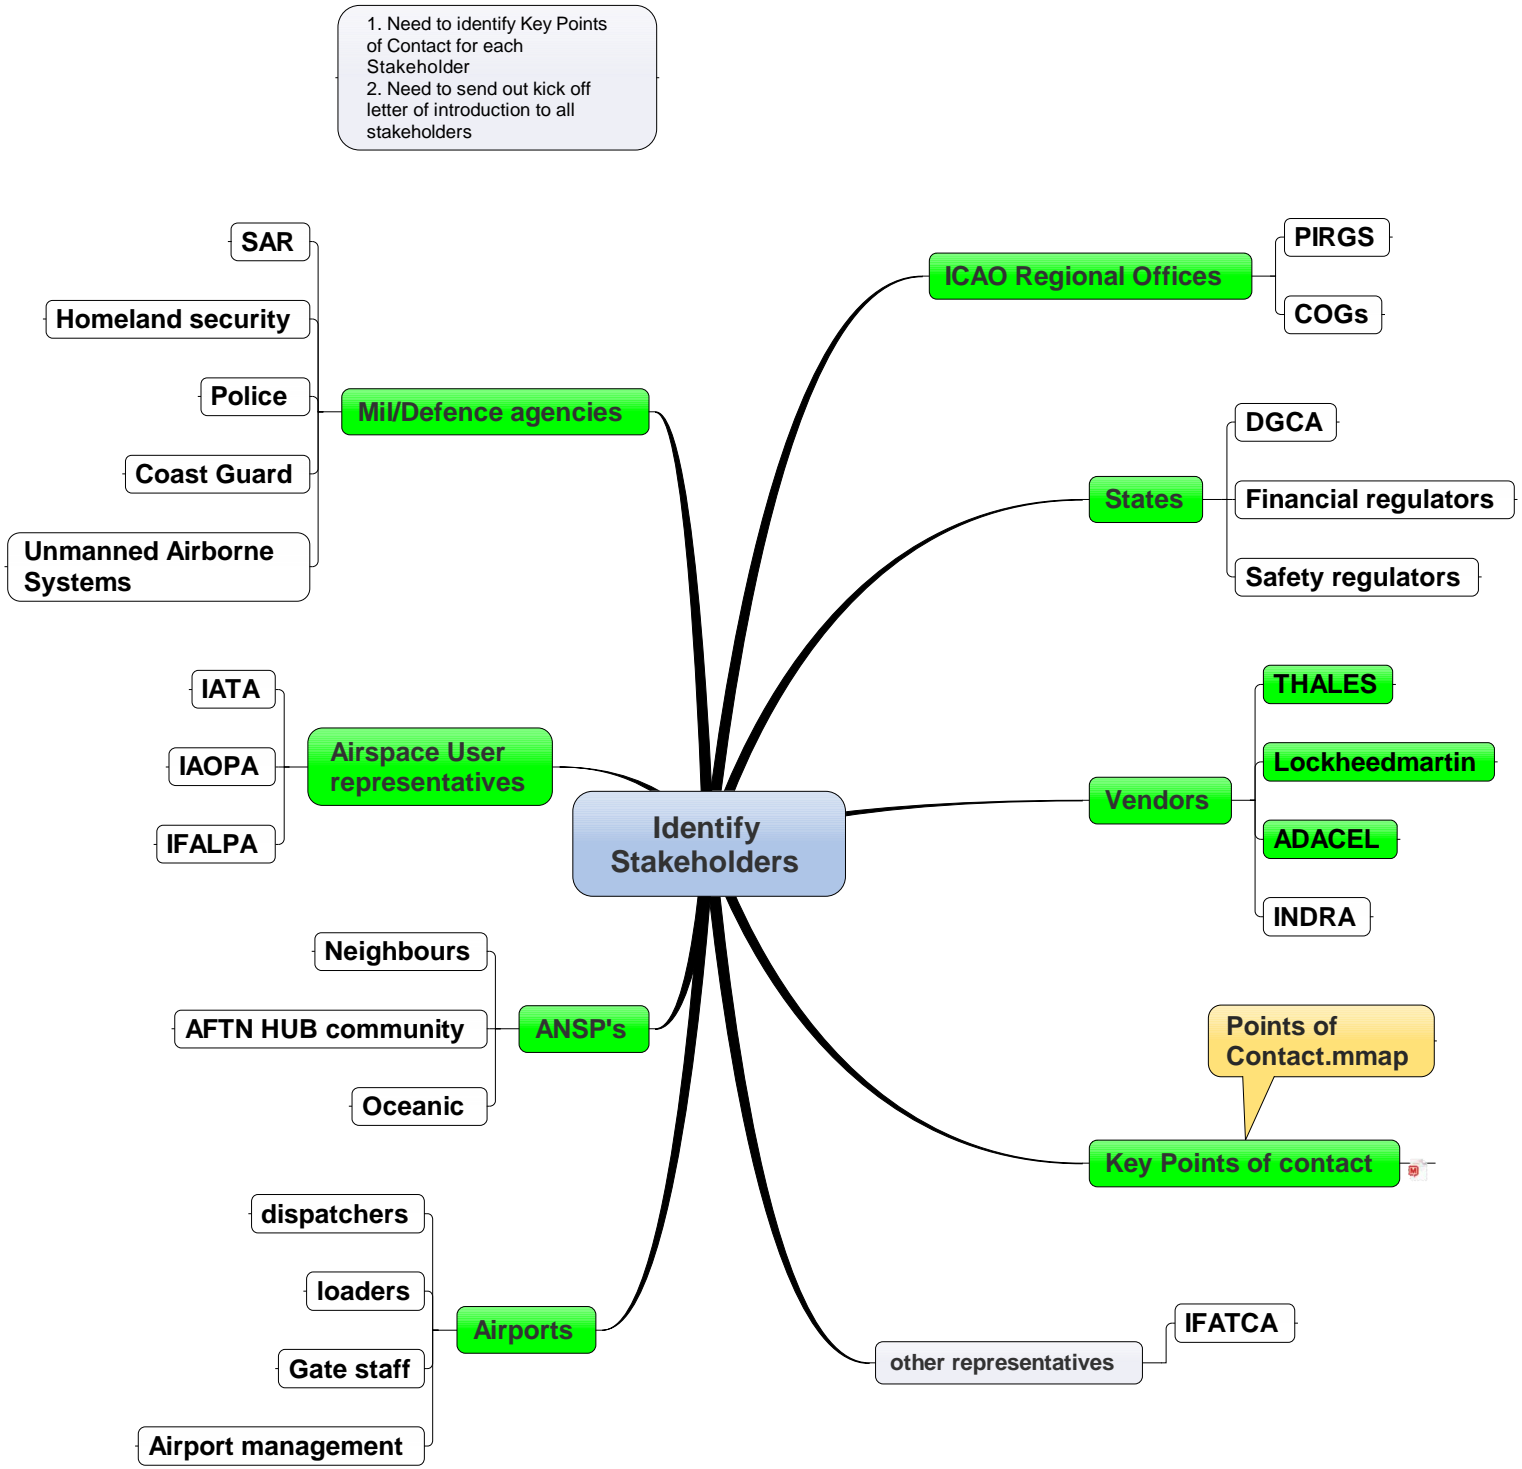 1. Need to identify Key Points
of Contact for each
Stakeholder
2. Need to send out kick off
letter of introduction to all
stakeholders
SAR
Homeland security
Police
Coast Guard
Unmanned Airborne
Systems
Mil/Defence agencies
IATA
IAOPA
IFALPA
Airspace User
representatives
Neighbours
AFTN HUB community
Oceanic
ANSP's
dispatchers
loaders
Gate staff
Airport management
Airports
Identify
Stakeholders
ICAO Regional Offices
PIRGS
COGs
States
DGCA
Financial regulators
Safety regulators
Vendors
THALES
Lockheedmartin
ADACEL
INDRA
Points of
Contact.mmap
Key Points of contact
M
other representatives
IFATCA